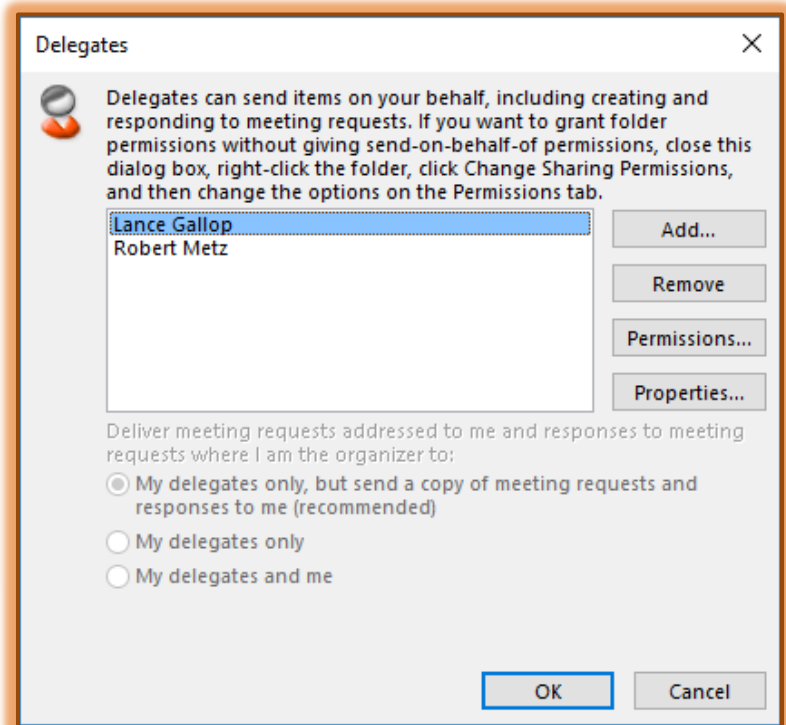 Delegates
Delegates can send items on your behalf, including creating and
responding to meeting requests. If you want to grant folder
permissions without giving send-on-behalf-of permissions, close this
dialog box, right-click the folder, click Change Sharing Permissions,
and then change the options on the Permissions tab.
Lance Gallop
Robert Metz
Add...
Remove
Permissions...
Properties...
Deliver meeting requests addressed to me and responses to meeting
requests where I am the organizer to:
My delegates only, but send a copy of meeting requests and
responses to me (recommended)
My delegates only
My delegates and me
OK
Cancel